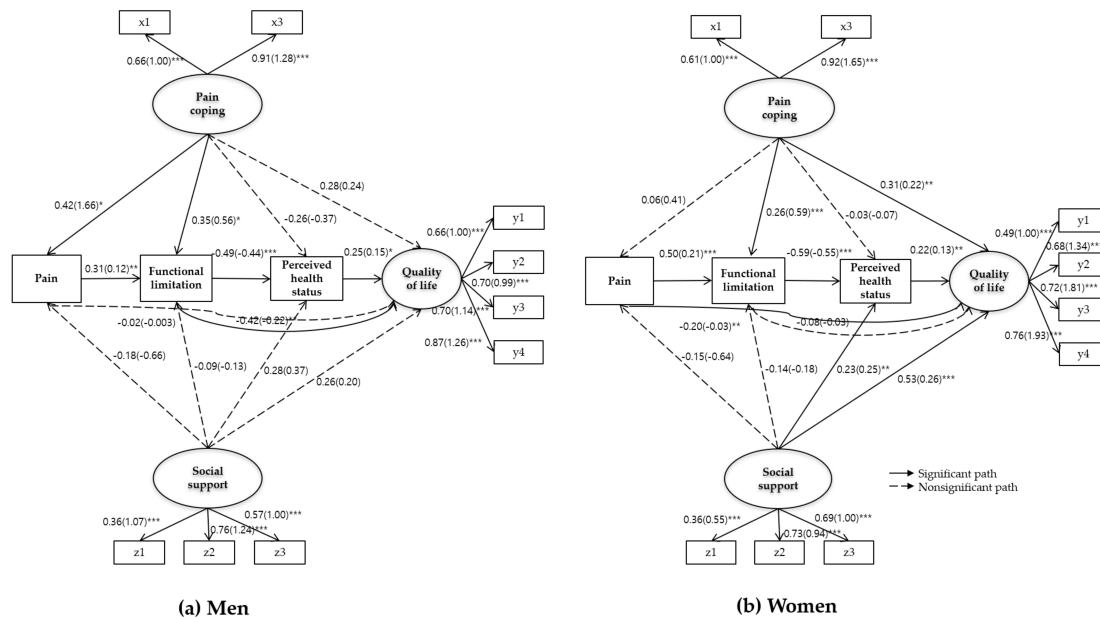 x1
x3
0.66(1.00)***
0.91(1.28)***
Pain
coping
0.42(1.66)*
0.35(0.56)*
-0.26(-0.37)
0.28(0.24)
Pain
0.31(0.12)**
Functional
limitation
-0.49(-0.44)***
Perceived
health
status
0.25(0.15)*
Quality
of life
0.66(1.00)***
y1
y2
0.70(0.99)***
y3
0.70(1.14)***
0.87(1.26)***
y4
-0.02(-0.003)
-0.42(-0.22)*
-0.18(-0.66)
-0.09(-0.13)
0.28(0.37)
0.26(0.20)
Social
support
0.36(1.07)***
0.76(1.24)***
0.57(1.00)***
z1
z2
z3
(a) Men
x1
x3
0.61(1.00)***
0.92(1.65)***
Pain
coping
0.06(0.41)
0.26(0.59)***
-0.03(-0.07)
0.31(0.22)**
Pain
0.50(0.21)***
Functional
limitation
-0.59(-0.55)***
Perceived
health
status
0.22(0.13)**
Quality
of life
0.49(1.00)***
y1
0.68(1.34)***
y2
0.72(1.81)***
y3
0.76(1.93)***
y4
-0.20(-0.03)**
-0.08(-0.03)
-0.15(-0.64)
-0.14(-0.18)
0.23(0.25)**
0.53(0.26)***
Social
support
0.36(0.55)***
0.73(0.94)***
0.69(1.00)***
z1
z2
z3
Significant path
Nonsignificant path
(b) Women